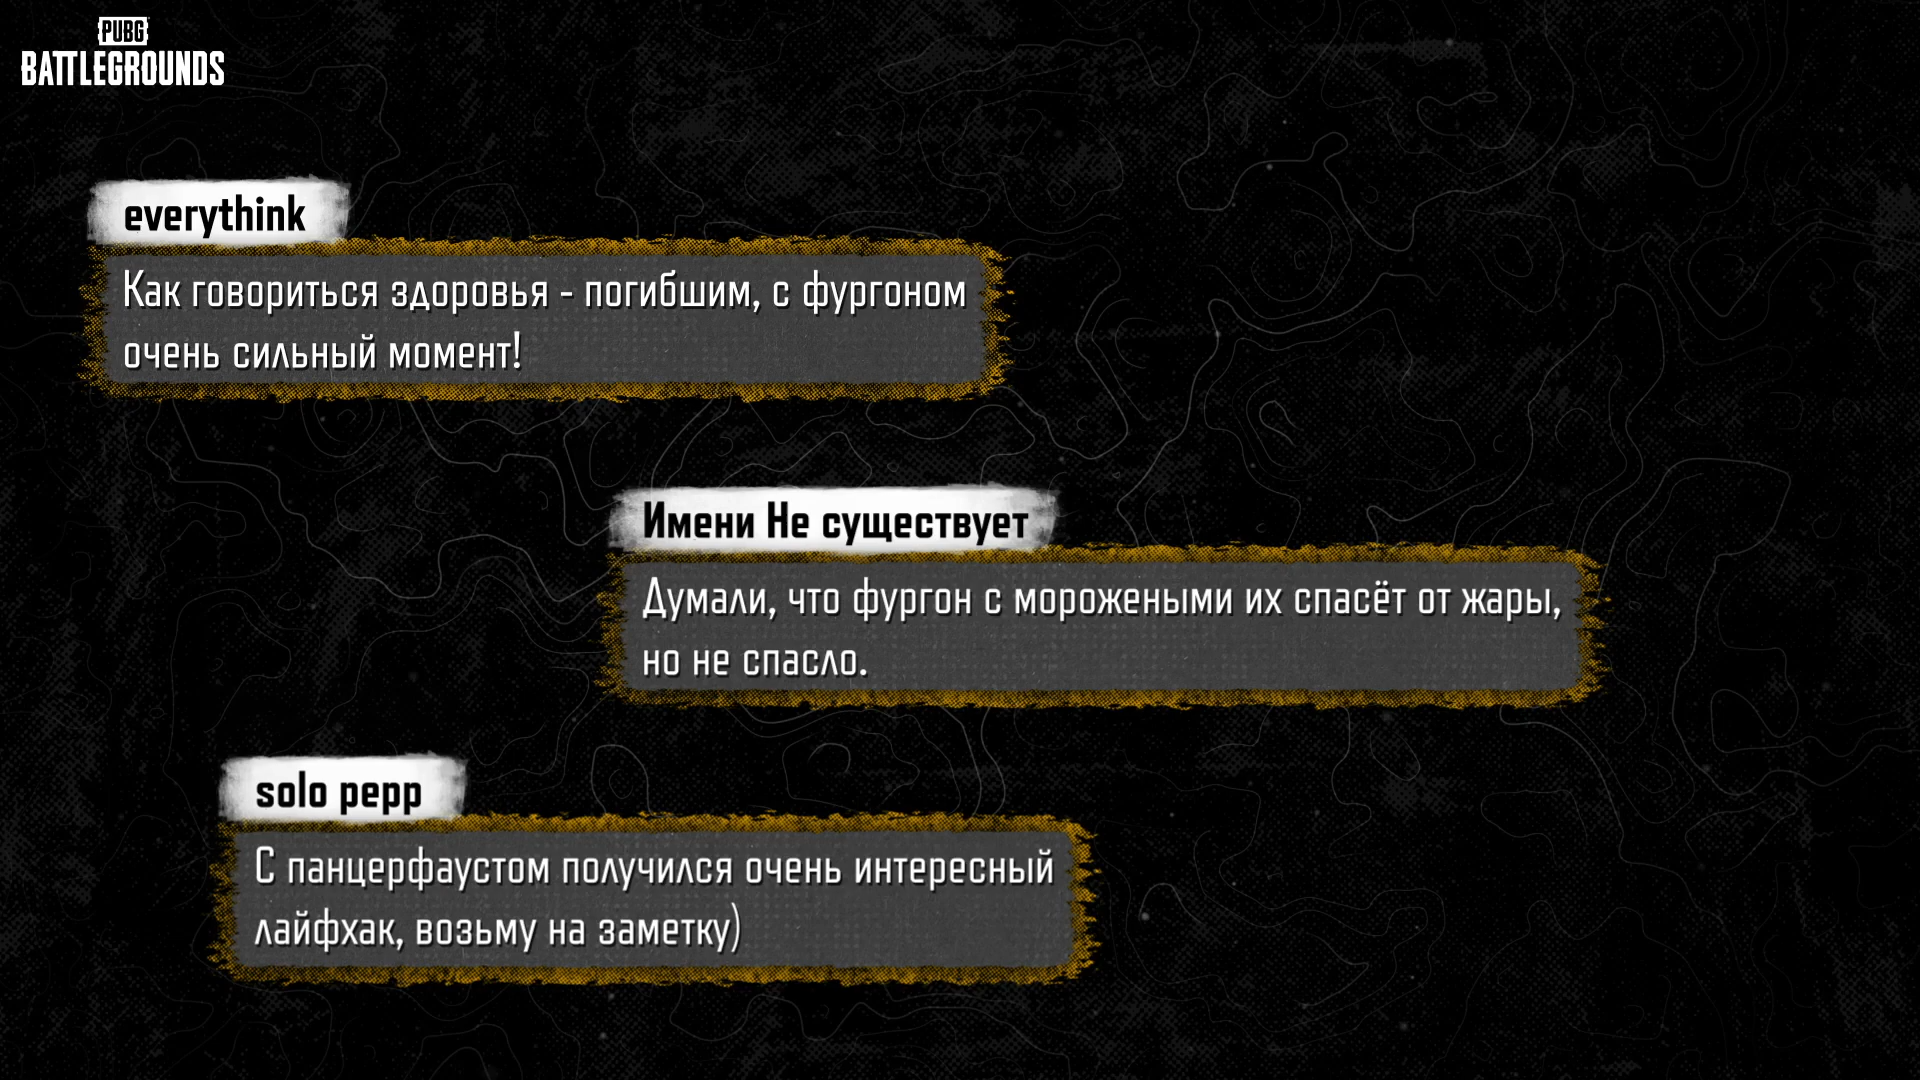 PUBG
BATTLEGROUNDS
everythink
Как говориться здоровья - погибшим, с фургоном
очень сильный момент!
Имени Не существует
Думали, что фургон с морожеными их спасёт от жары,
но не спасло.
solo pepp
С панцерфаустом получился очень интересный
лайфхак, возьму на заметку)